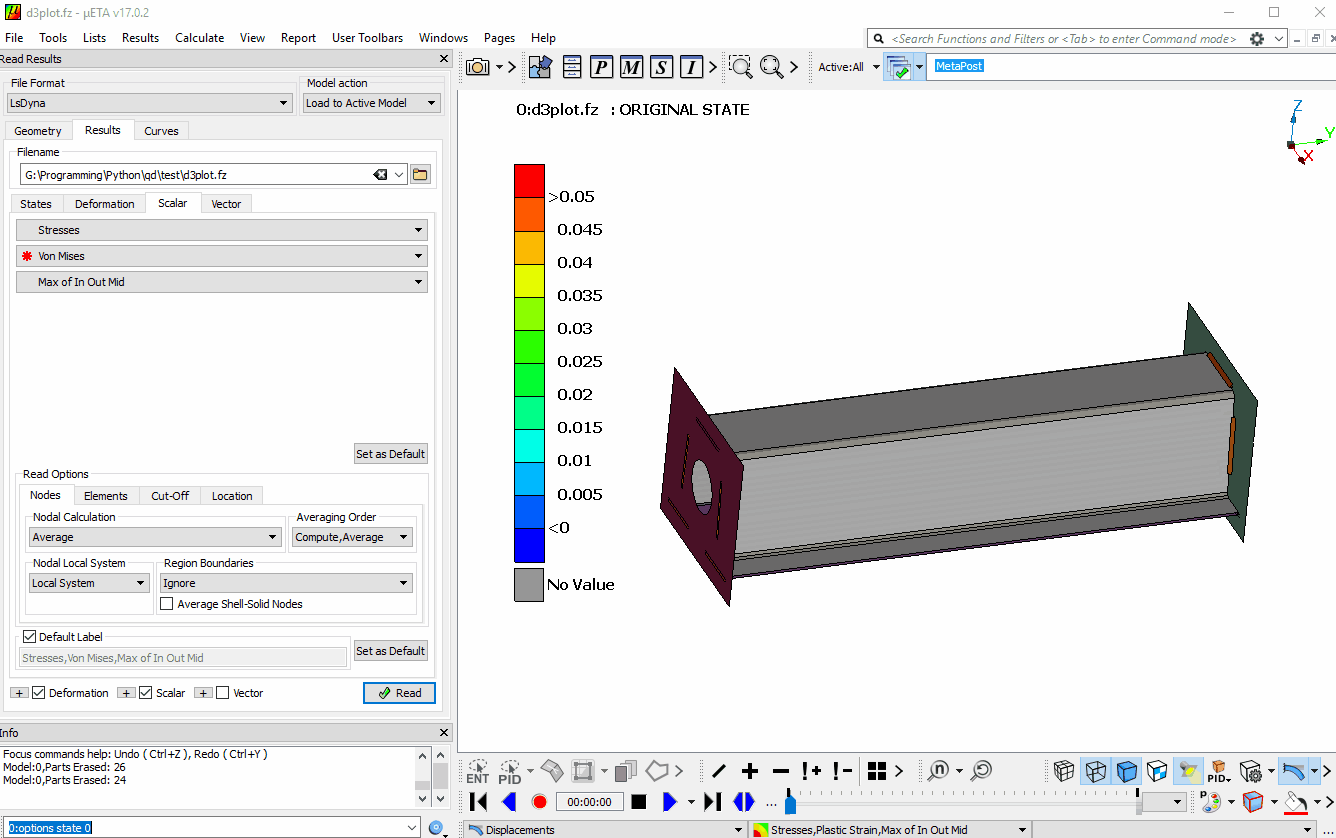 d3plot.fz - µETA v17.0.2
File Tools Lists Results Calculate View Report User Toolbars Windows Pages Help
<Search Functions and Filters or <Tab> to enter Command mode>
Read Results
File Format
Model action
LsDyna
Load to Active Model
Geometry Results Curves
Filename
G:\Programming\Python\qd\test\d3plot.fz
States Deformation Scalar Vector
Stresses
Von Mises
Max of In Out Mid
Set as Default
Read Options
Nodes Elements Cut-Off Location
Nodal Calculation
Averaging Order
Average
Compute,Average
Nodal Local System
Region Boundaries
Local System
Ignore
Average Shell-Solid Nodes
Default Label
Stresses,Von Mises,Max of In Out Mid
Set as Default
+ Deformation + Scalar + Vector
Read
Info
Focus commands help: Undo ( Ctrl+Z ), Redo ( Ctrl+Y )
Model:0,Parts Erased: 26
Model:0,Parts Erased: 24
0:options state 0
P M S I
Active:All
MetaPost
0:d3plot.fz : ORIGINAL STATE
Z
Y
X
>0.05
0.045
0.04
0.035
0.03
0.025
0.02
0.015
0.01
0.005
<0
No Value
ENT PID
PID
00:00:00
...
P
Displacements
Stresses,Plastic Strain,Max of In Out Mid